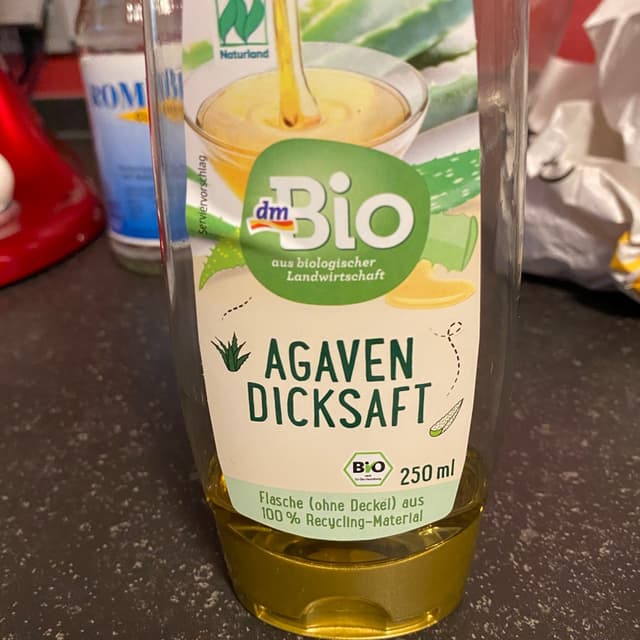 Naturland
ROM
Serviervorschlag
dm
Bio
aus biologischer
Landwirtschaft
AGAVEN
DICKSAFT
BIO
250 ml
Flasche (ohne Deckel) aus
100 % Recycling-Material